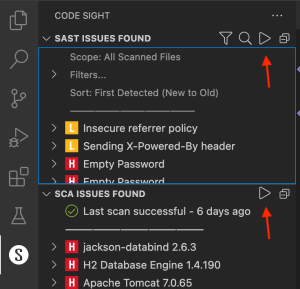 CODE SIGHT
SAST ISSUES FOUND
Scope: All Scanned Files
Filters...
Sort: First Detected (New to Old)
L Insecure referrer policy
L Sending X-Powered-By header
H Empty Password
H Empty Password
SCA ISSUES FOUND
Last scan successful - 6 days ago
H jackson-databind 2.6.3
H H2 Database Engine 1.4.190
S
H Apache Tomcat 7.0.65